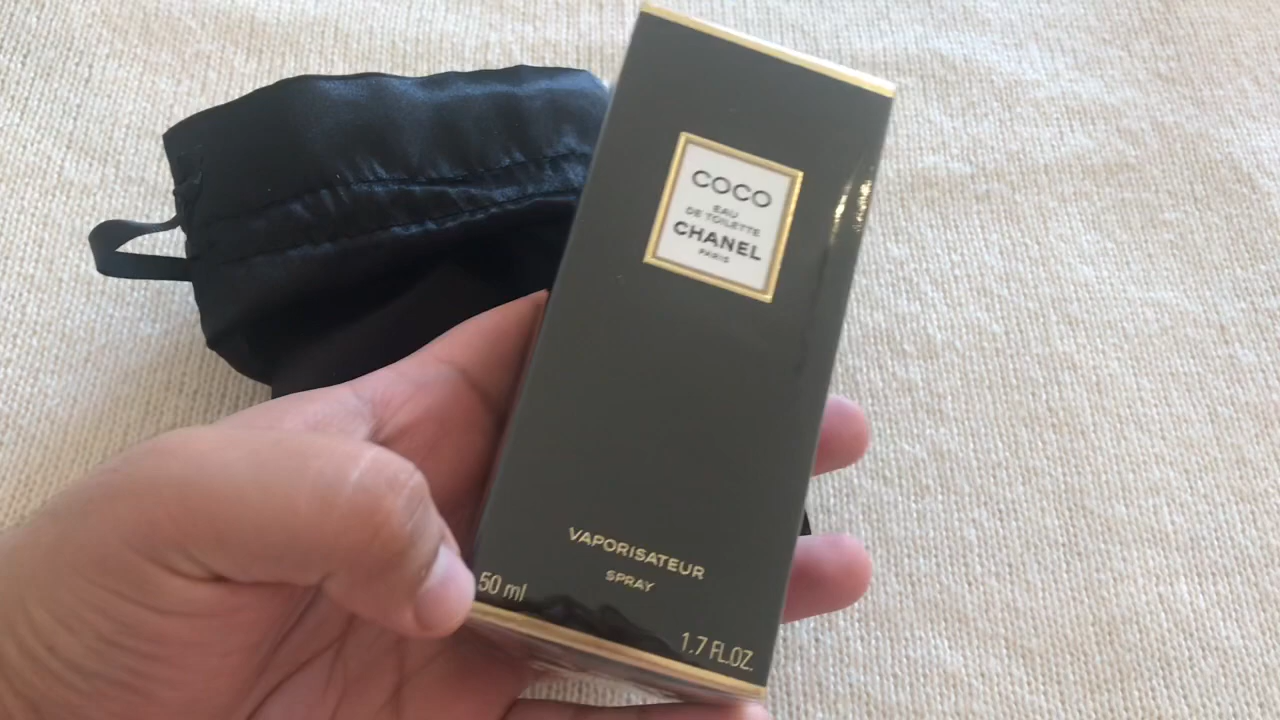 COCO
EAU
DE TOILETTE
CHANEL
PARIS
VAPORISATEUR
SPRAY
50 ml
1.7 FL.OZ.